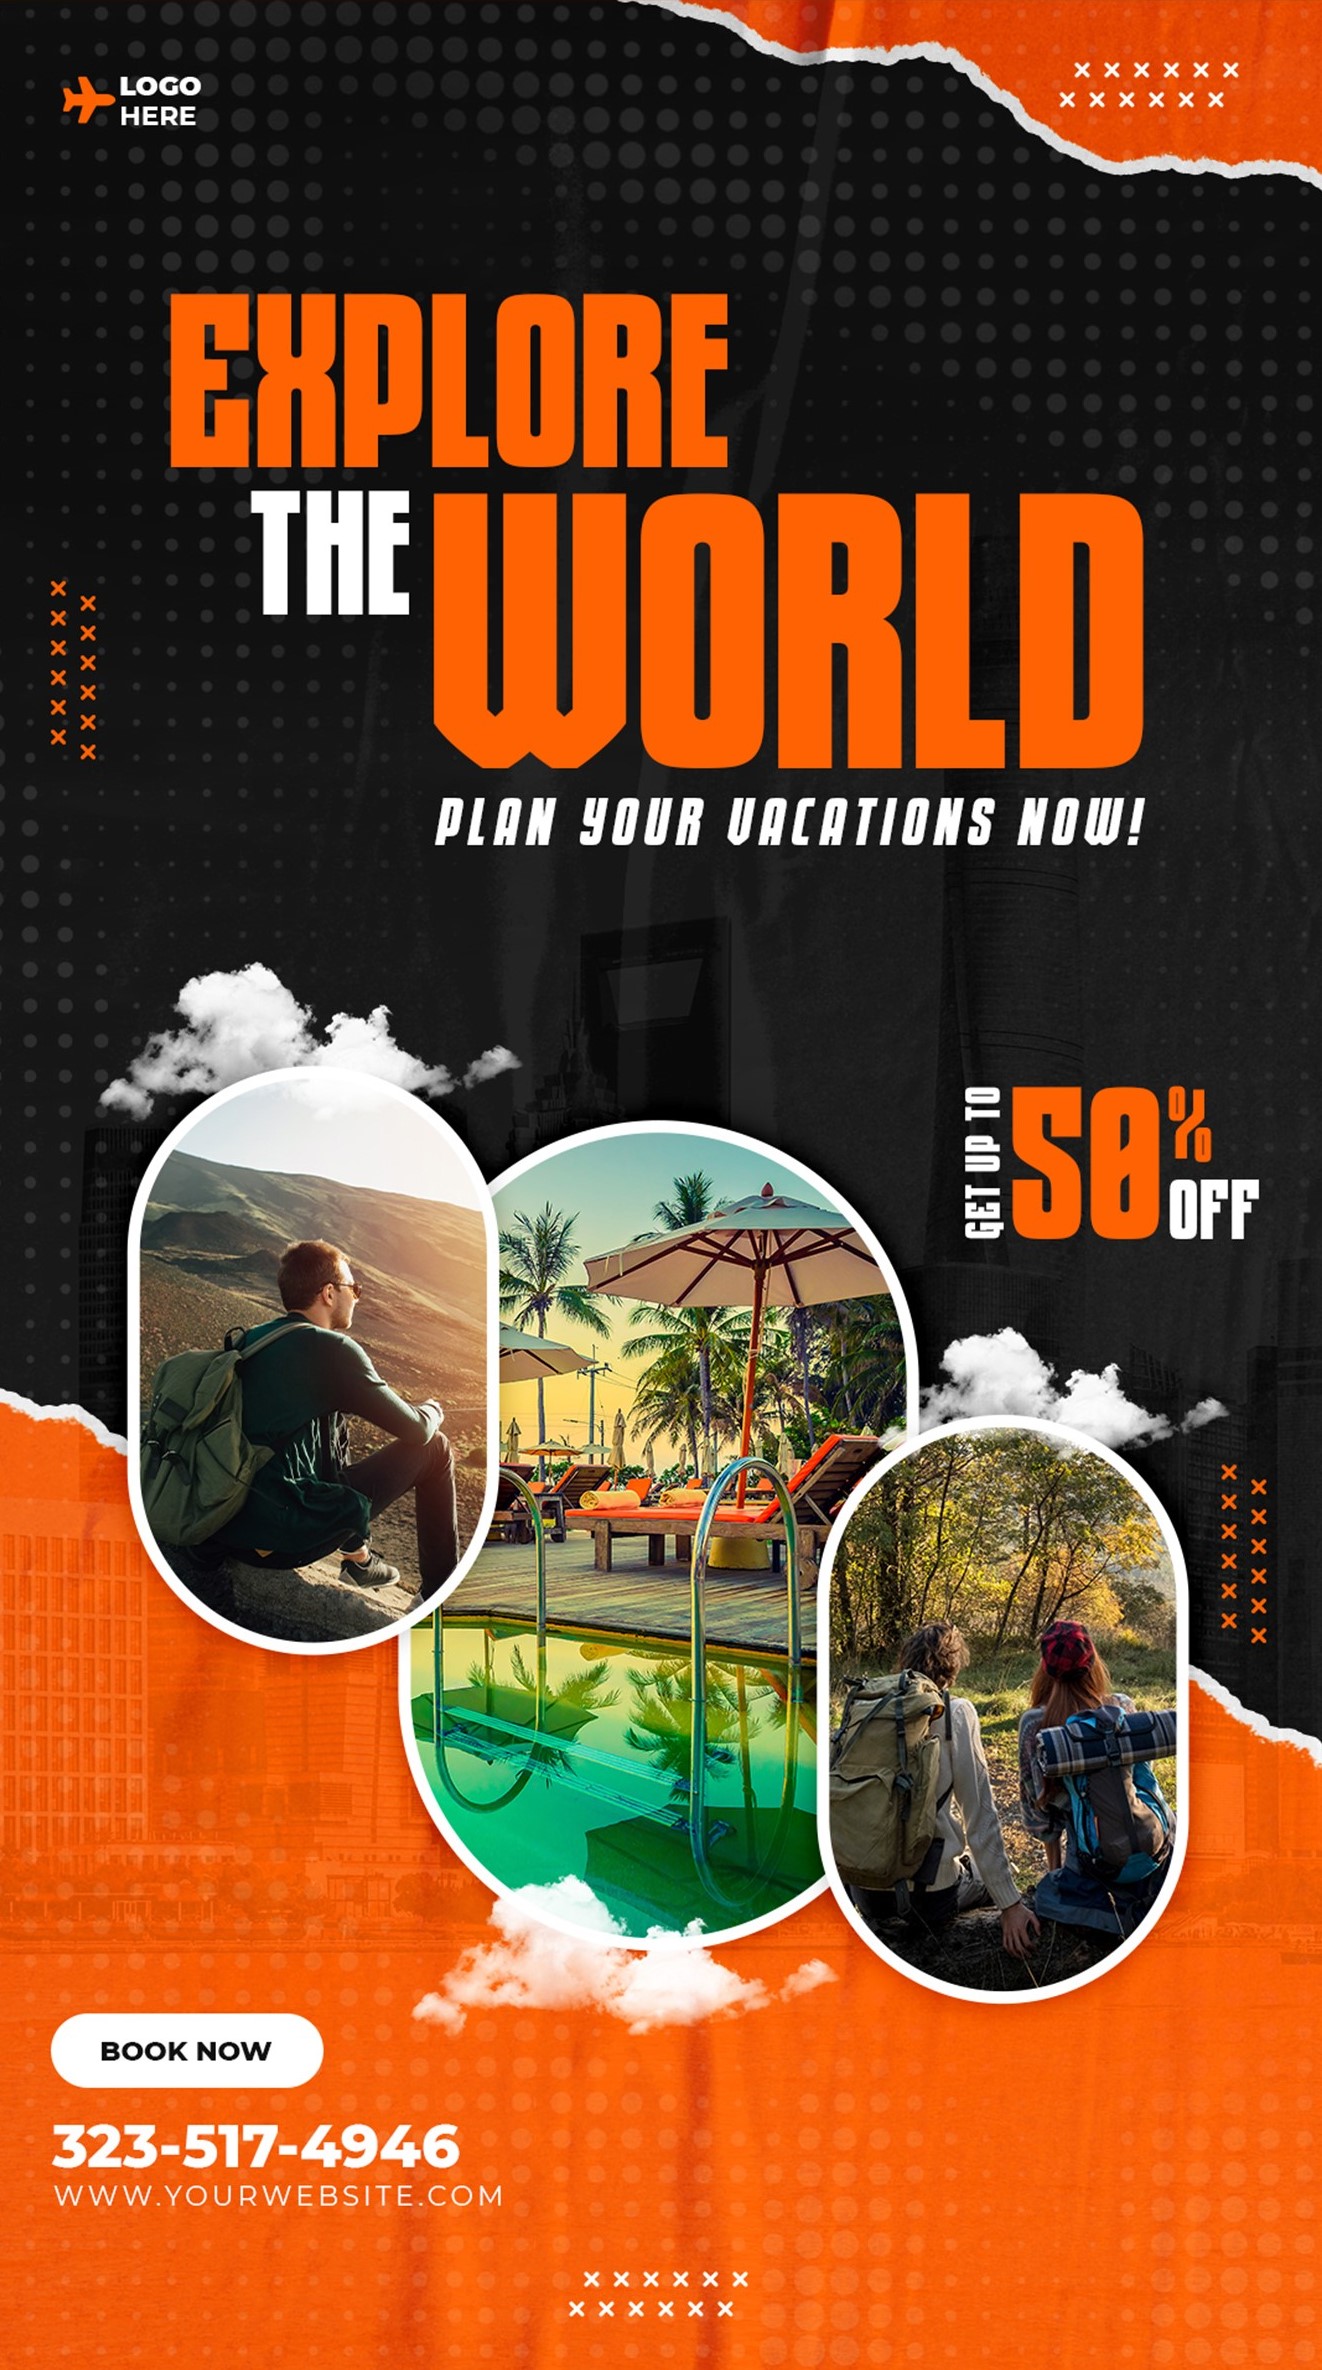 LOGO
HERE
EXPLORE
THE WORLD
PLAN YOUR VACATIONS NOW!
GET UP TO 50% OFF
BOOK NOW
323-517-4946
WWW.YOURWEBSITE.COM